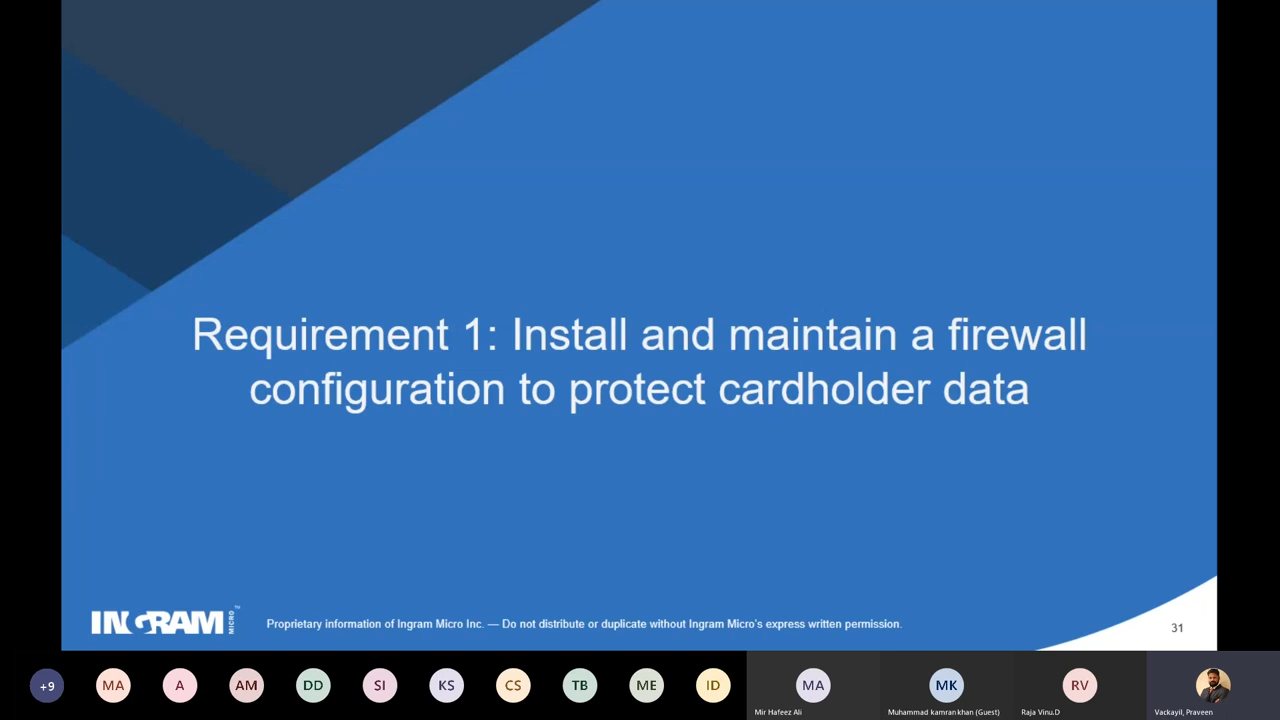 Requirement 1: Install and maintain a firewall
configuration to protect cardholder data
INGRAM MICRO ™
Proprietary information of Ingram Micro Inc. — Do not distribute or duplicate without Ingram Micro's express written permission.
31
+9
MA
A
AM
DD
SI
KS
CS
TB
ME
ID
MA
MK
RV
Mir Hafeez Ali
Muhammad kamran khan (Guest)
Raja Vinu.D
Vackayil, Praveen